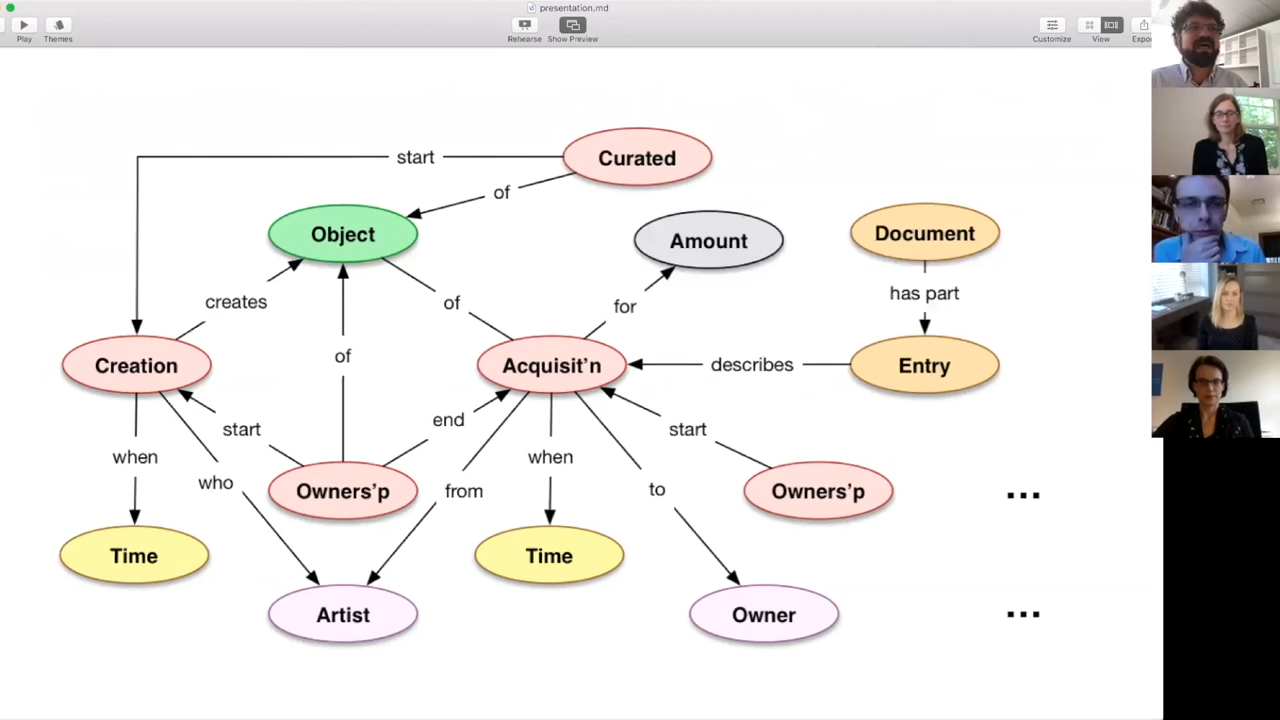 presentation.md
Play
Themes
Rehearse
Show Preview
Customize
View
start
Curated
of
Object
Amount
Document
creates
of
for
has part
Creation
of
Acquisit'n
describes
Entry
start
end
start
when
who
Owners'p
from
when
to
Owners'p
...
Time
Time
Artist
Owner
...